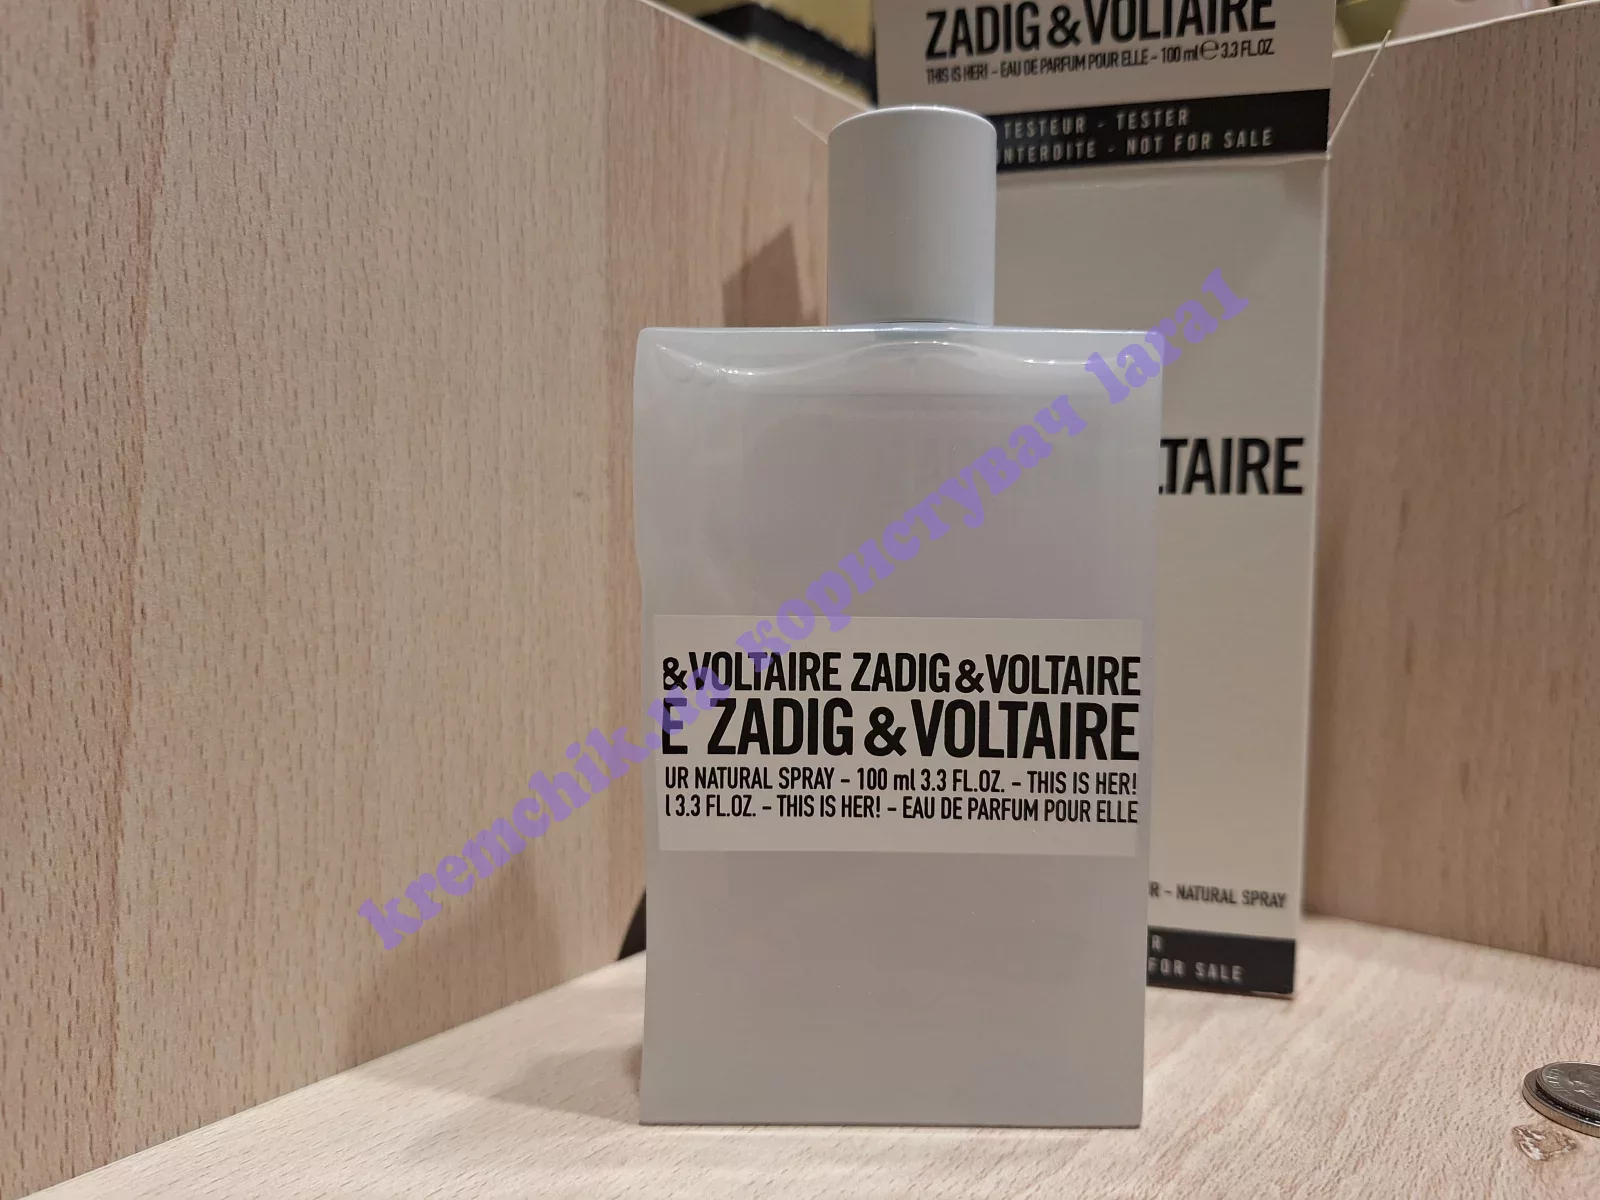 ZADIG & VOLTAIRE
THIS IS HER! – EAU DE PARFUM POUR ELLE – 100 ml ℮ 3.3 FL.OZ.
TESTEUR - TESTER
INTERDITE - NOT FOR SALE
LTAIRE
R – NATURAL SPRAY
R
FOR SALE
&VOLTAIRE ZADIG&VOLTAIRE
E ZADIG &VOLTAIRE
UR NATURAL SPRAY – 100 ml 3.3 FL.OZ. – THIS IS HER!
l 3.3 FL.OZ. – THIS IS HER! – EAU DE PARFUM POUR ELLE
kremchik.ua користувач lara1